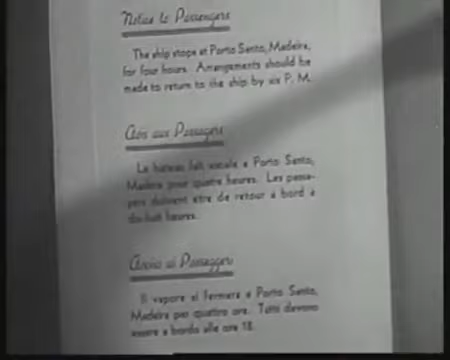 Notice to Passengers
The ship stops at Porto Santo, Madeira,
for four hours. Arrangements should be
made to return to the ship by six P. M.
Avis aux Passagers
Le bateau fait escale a Porto Santo,
Madeira pour quatre heures. Les passa-
gers doivent etre de retour a bord a
dix-huit heures.
Avviso ai Passeggeri
Il vapore si fermera a Porto Santo,
Madeira per quattro ore. Tutti devono
essere a bordo alle ore 18.